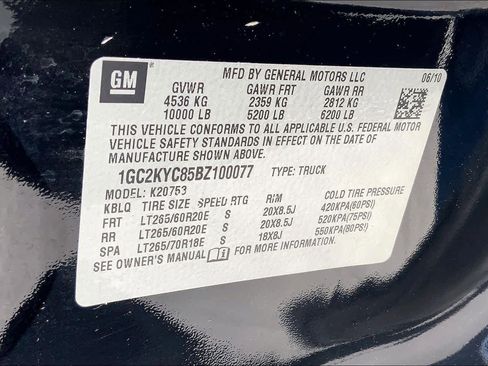 GM
MFD BY GENERAL MOTORS LLC 06/10
GVWR GAWR FRT GAWR RR
4536 KG 2359 KG 2812 KG
10000 LB 5200 LB 6200 LB
THIS VEHICLE CONFORMS TO ALL APPLICABLE U.S. FEDERAL MOTOR
VEHICLE SAFETY STANDARDS IN EFFECT ON THE DATE OF
MANUFACTURE SHOWN ABOVE.
1GC2KYC85BZ100077 TYPE: TRUCK
MODEL: K20753
KBLQ TIRE SIZE SPEED RTG RIM COLD TIRE PRESSURE
FRT LT265/60R20E S 20X8.5J 420KPA(60PSI)
RR LT265/60R20E S 20X8.5J 520KPA(75PSI)
SPA LT265/70R18E S 18X8J 550KPA(80PSI)
SEE OWNER'S MANUAL FOR MORE INFORMATION